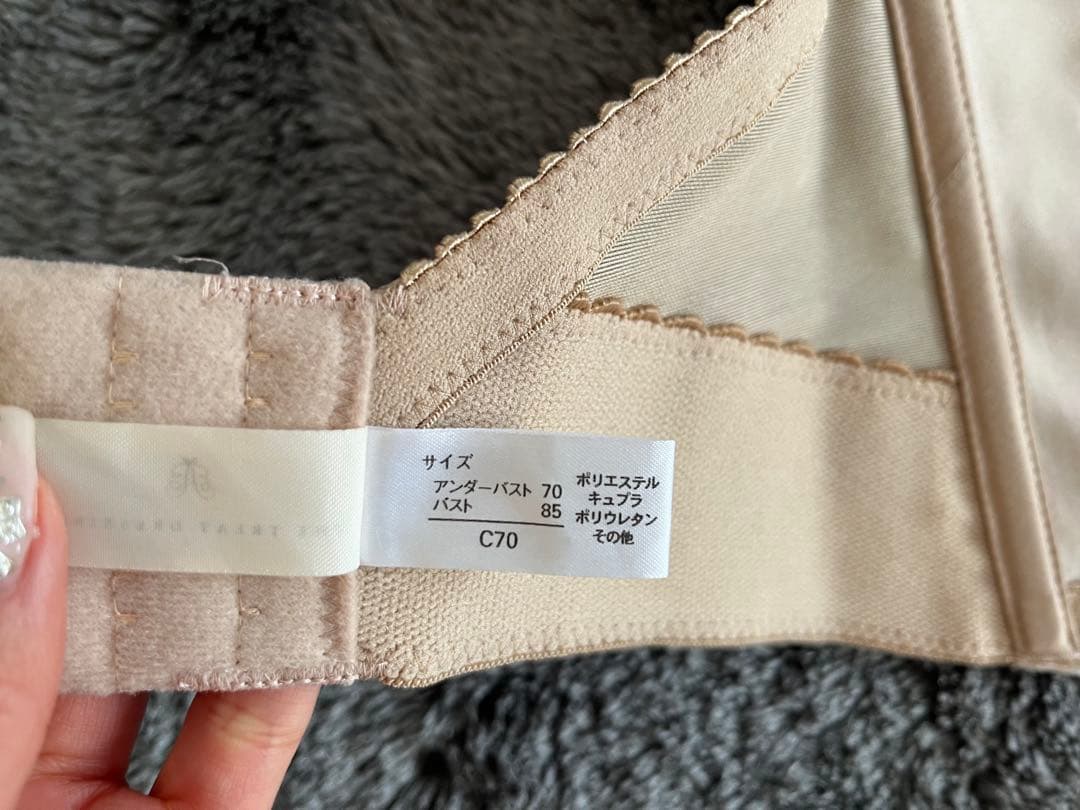 サイズ
アンダーバスト 70
バスト 85
C70
ポリエステル
キュプラ
ポリウレタン
その他